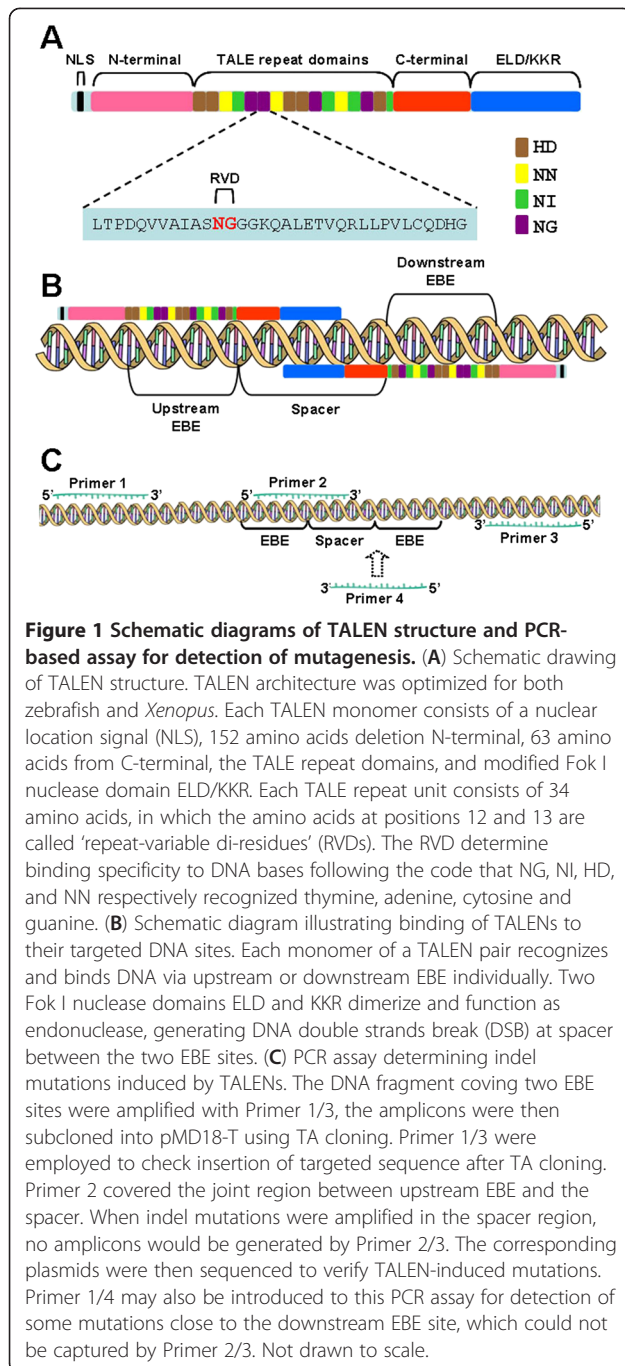 A
NLS N-terminal TALE repeat domains C-terminal ELD/KKR
HD
NN
NI
NG
RVD
LTPDQVVAIASNGGGKQALETVQRLLPVLCQDHG
B
Downstream
EBE
Upstream
EBE
Spacer
C
Primer 1
5’ 3’
Primer 2
5’ 3’
EBE Spacer EBE
3’ 5’
Primer 3
3’ 5’
Primer 4
Figure 1 Schematic diagrams of TALEN structure and PCR-
based assay for detection of mutagenesis. (A) Schematic drawing
of TALEN structure. TALEN architecture was optimized for both
zebrafish and Xenopus. Each TALEN monomer consists of a nuclear
location signal (NLS), 152 amino acids deletion N-terminal, 63 amino
acids from C-terminal, the TALE repeat domains, and modified Fok I
nuclease domain ELD/KKR. Each TALE repeat unit consists of 34
amino acids, in which the amino acids at positions 12 and 13 are
called ‘repeat-variable di-residues’ (RVDs). The RVD determine
binding specificity to DNA bases following the code that NG, NI, HD,
and NN respectively recognized thymine, adenine, cytosine and
guanine. (B) Schematic diagram illustrating binding of TALENs to
their targeted DNA sites. Each monomer of a TALEN pair recognizes
and binds DNA via upstream or downstream EBE individually. Two
Fok I nuclease domains ELD and KKR dimerize and function as
endonuclease, generating DNA double strands break (DSB) at spacer
between the two EBE sites. (C) PCR assay determining indel
mutations induced by TALENs. The DNA fragment coving two EBE
sites were amplified with Primer 1/3, the amplicons were then
subcloned into pMD18-T using TA cloning. Primer 1/3 were
employed to check insertion of targeted sequence after TA cloning.
Primer 2 covered the joint region between upstream EBE and the
spacer. When indel mutations were amplified in the spacer region,
no amplicons would be generated by Primer 2/3. The corresponding
plasmids were then sequenced to verify TALEN-induced mutations.
Primer 1/4 may also be introduced to this PCR assay for detection of
some mutations close to the downstream EBE site, which could not
be captured by Primer 2/3. Not drawn to scale.